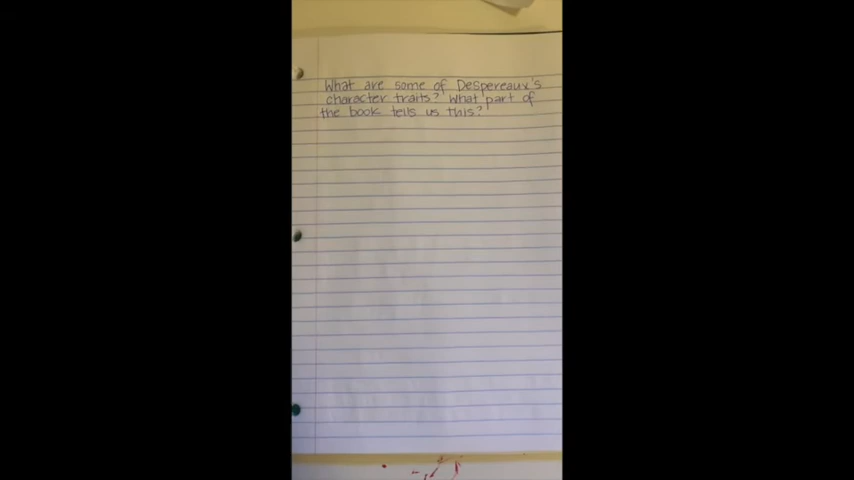 What are some of Despereaux's
character traits? What part of
the book tells us this?